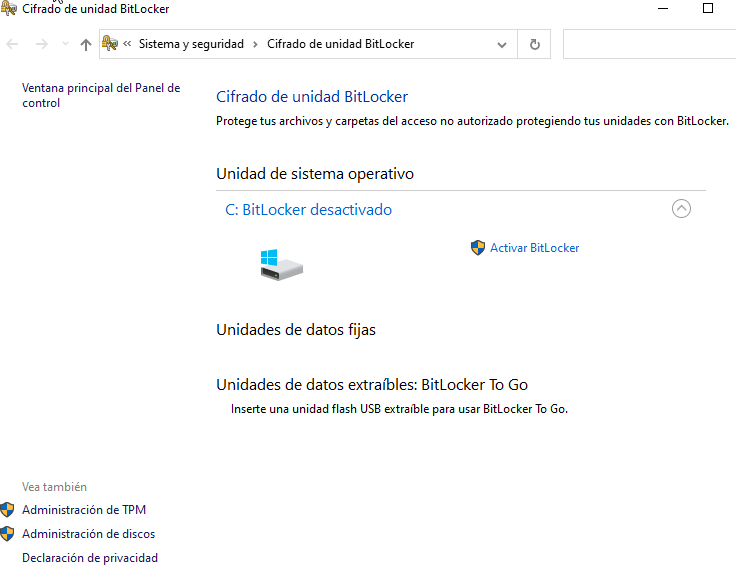 Cifrado de unidad BitLocker
« Sistema y seguridad › Cifrado de unidad BitLocker
Ventana principal del Panel de
control
Cifrado de unidad BitLocker
Protege tus archivos y carpetas del acceso no autorizado protegiendo tus unidades con BitLocker.
Unidad de sistema operativo
C: BitLocker desactivado
Activar BitLocker
Unidades de datos fijas
Unidades de datos extraíbles: BitLocker To Go
Inserte una unidad flash USB extraíble para usar BitLocker To Go.
Vea también
Administración de TPM
Administración de discos
Declaración de privacidad